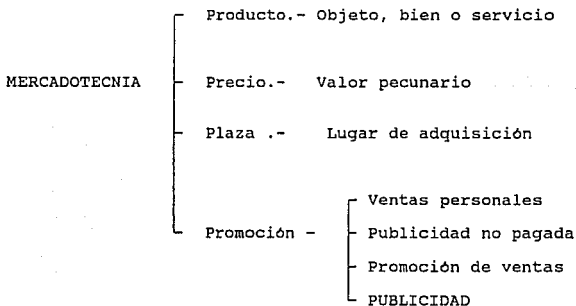 Producto.- Objeto, bien o servicio
MERCADOTECNIA Precio.- Valor pecunario
Plaza .- Lugar de adquisición
Ventas personales
Promoción - Publicidad no pagada
Promoción de ventas
PUBLICIDAD